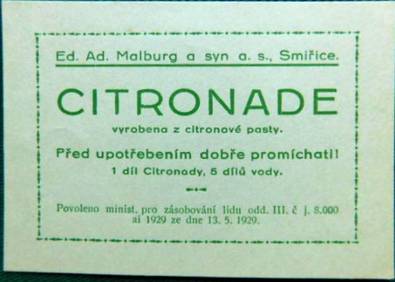 Ed. Ad. Malburg a syn a. s., Smiřice.
CITRONADE
vyrobena z citronové pasty.
Před upotřebením dobře promíchati!
1 díl Citronady, 5 dílů vody.
Povoleno minist. pro zásobování lidu odd. III. č j. 8.000
ai 1929 ze dne 13. 5. 1929.